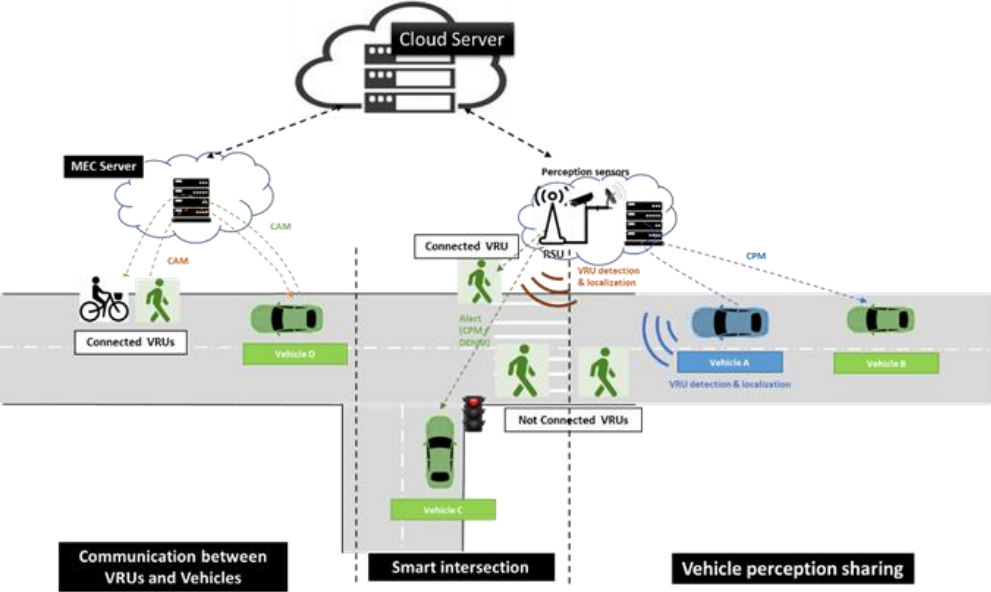 Cloud Server
MEC Server
Perception sensors
CAM
CAM
Connected VRU
RSU
VRU detection
& localization
CPM
Connected VRUs
Vehicle D
Alert
(CPM/
DENM)
Vehicle A
Vehicle B
VRU detection & localization
Not Connected VRUs
Vehicle C
Communication between
VRUs and Vehicles
Smart intersection
Vehicle perception sharing